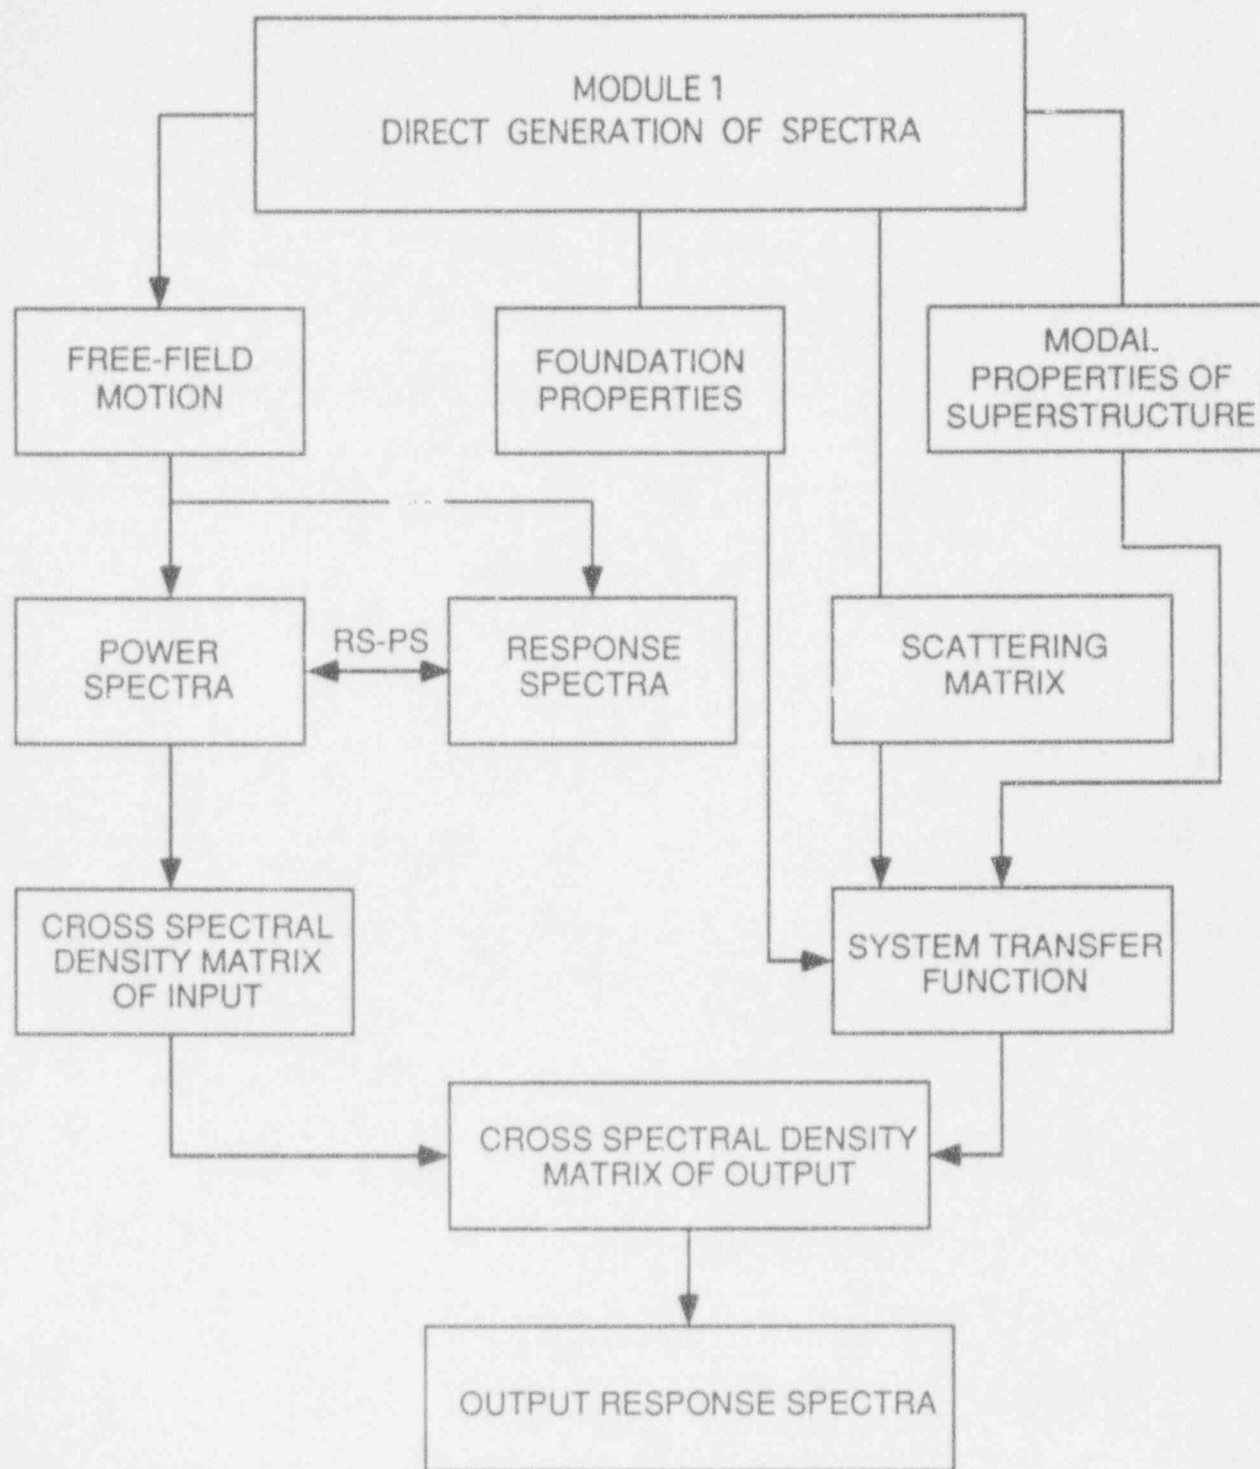 MODULE 1
DIRECT GENERATION OF SPECTRA
FREE-FIELD
MOTION
FOUNDATION
PROPERTIES
MODAL
PROPERTIES OF
SUPERSTRUCTURE
POWER
SPECTRA
RS-PS
RESPONSE
SPECTRA
SCATTERING
MATRIX
CROSS SPECTRAL
DENSITY MATRIX
OF INPUT
SYSTEM TRANSFER
FUNCTION
CROSS SPECTRAL DENSITY
MATRIX OF OUTPUT
OUTPUT RESPONSE SPECTRA